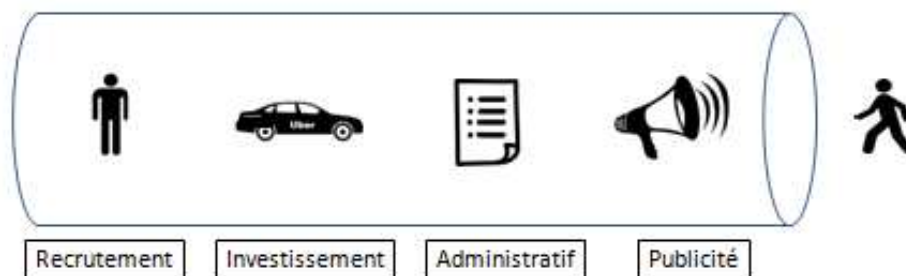 Uber
Recrutement
Investissement
Administratif
Publicité